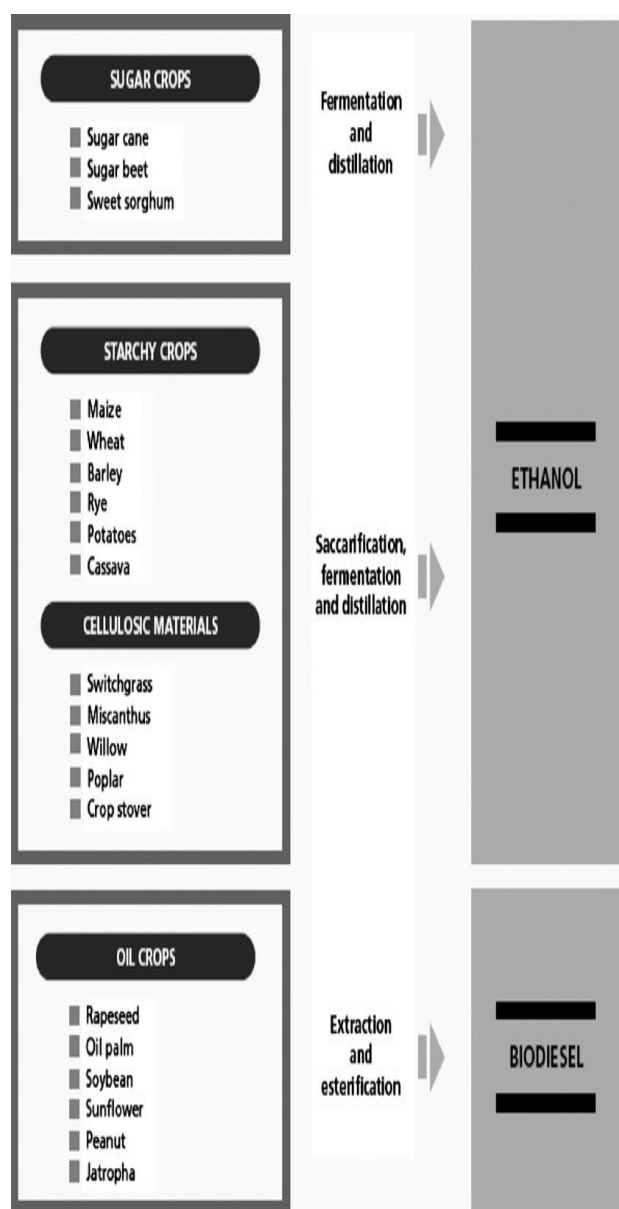 SUGAR CROPS
Sugar cane
Sugar beet
Sweet sorghum
Fermentation
and
distillation
STARCHY CROPS
Maize
Wheat
Barley
Rye
Potatoes
Cassava
CELLULOSIC MATERIALS
Switchgrass
Miscanthus
Willow
Poplar
Crop stover
Saccarification,
fermentation
and distillation
ETHANOL
OIL CROPS
Rapeseed
Oil palm
Soybean
Sunflower
Peanut
Jatropha
Extraction
and
esterification
BIODIESEL